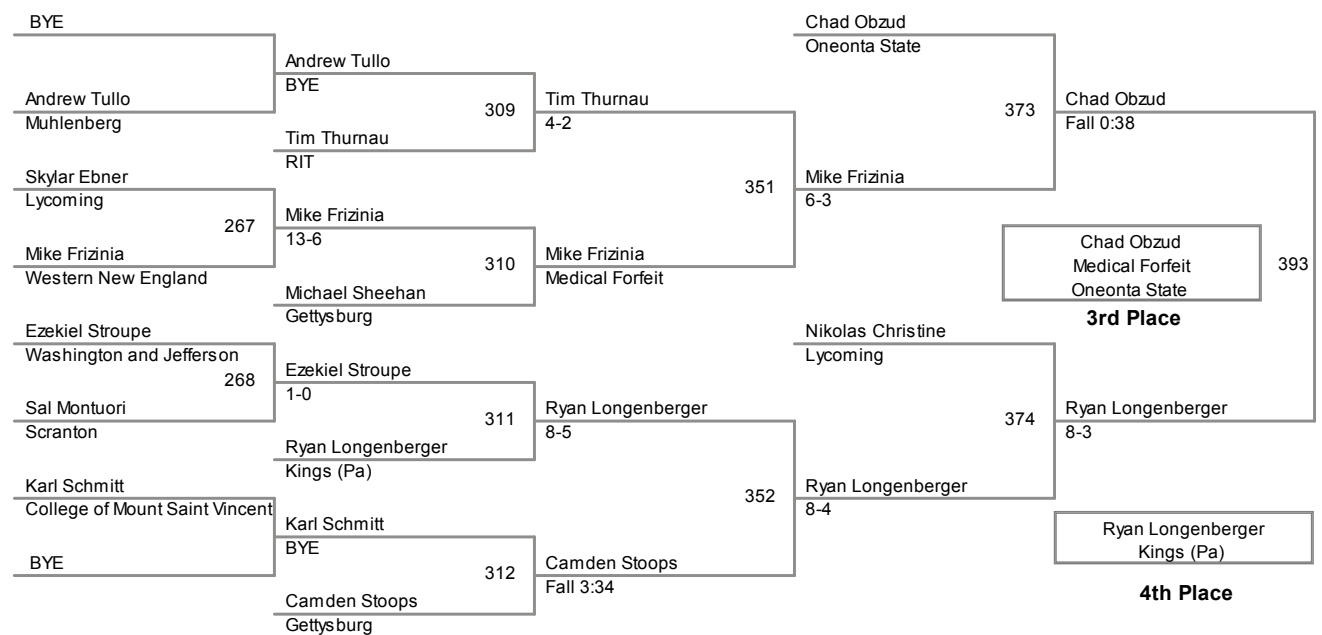 BYE
Andrew Tullo
Muhlenberg
Skylar Ebner
Lycoming
267
Mike Frizinia
Western New England
Ezekiel Stroupe
Washington and Jefferson
268
Sal Montuori
Scranton
Karl Schmitt
College of Mount Saint Vincent
BYE
Andrew Tullo
BYE
309
Tim Thurnau
RIT
Mike Frizinia
13-6
310
Michael Sheehan
Gettysburg
Ezekiel Stroupe
1-0
311
Ryan Longenberger
Kings (Pa)
Karl Schmitt
BYE
312
Camden Stoops
Gettysburg
Tim Thurnau
4-2
351
Mike Frizinia
Medical Forfeit
Ryan Longenberger
8-5
352
Camden Stoops
Fall 3:34
Chad Obzud
Oneonta State
373
Mike Frizinia
6-3
Nikolas Christine
Lycoming
374
Ryan Longenberger
8-4
Chad Obzud
Fall 0:38
393
Ryan Longenberger
8-3
Chad Obzud
Medical Forfeit
Oneonta State
3rd Place
Ryan Longenberger
Kings (Pa)
4th Place